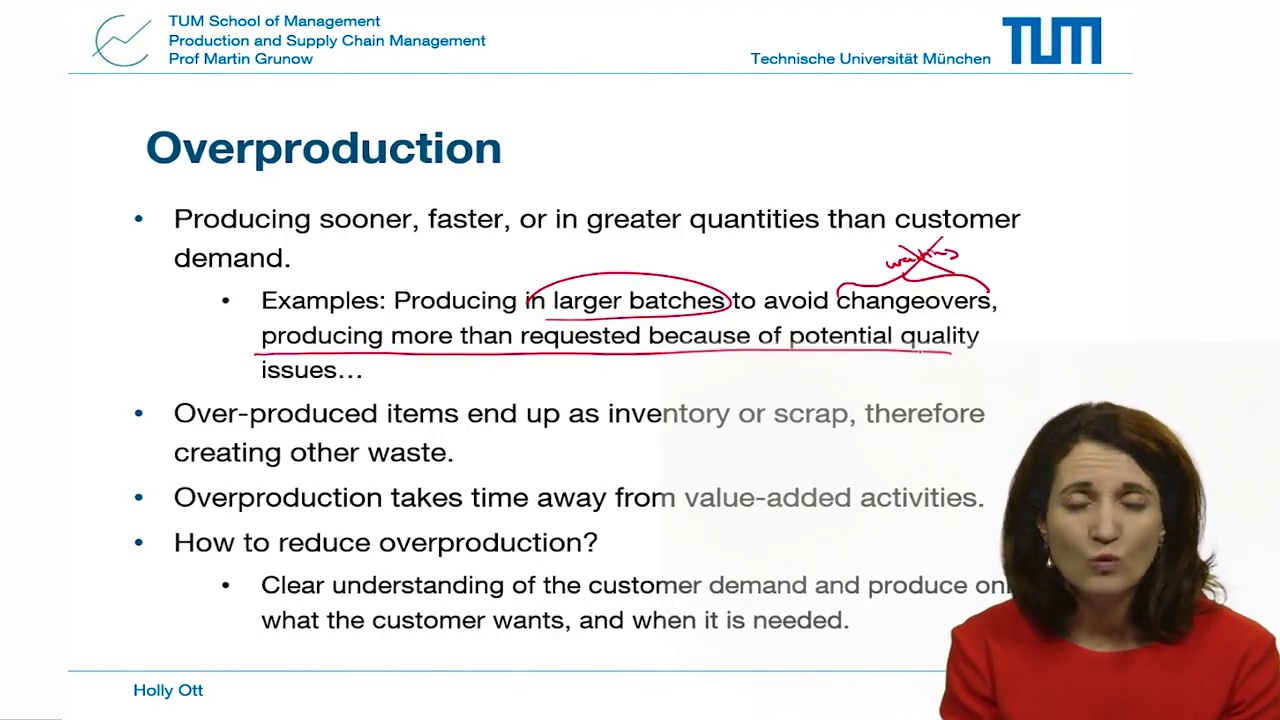 TUM School of Management
Production and Supply Chain Management
Prof Martin Grunow
Technische Universität München
TUM
Overproduction
• Producing sooner, faster, or in greater quantities than customer
demand.
waiting
• Examples: Producing in larger batches to avoid changeovers,
producing more than requested because of potential quality
issues…
• Over-produced items end up as inventory or scrap, therefore
creating other waste.
• Overproduction takes time away from value-added activities.
• How to reduce overproduction?
• Clear understanding of the customer demand and produce
what the customer wants, and when it is needed.
Holly Ott